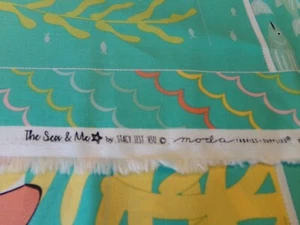 The Sea & Me ☆ by STACY IEST HSU © moda FABRICS + SUPPLIES®